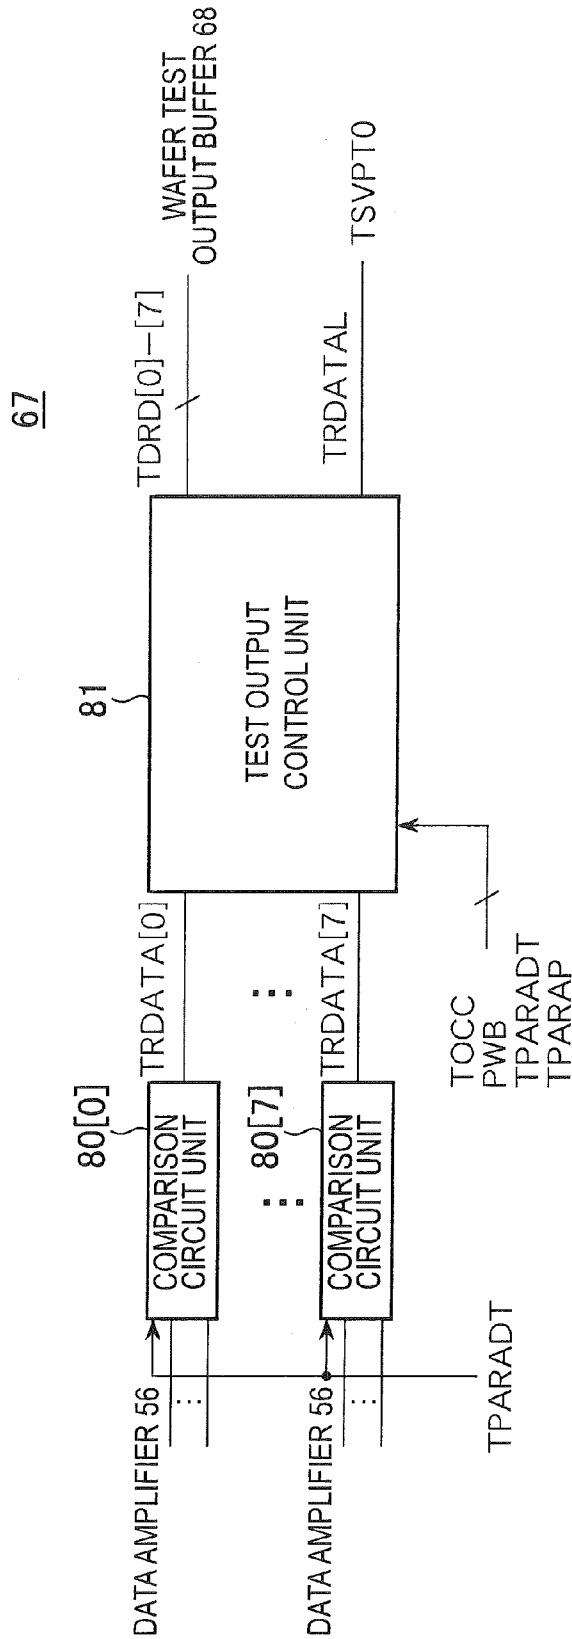 67
DATA AMPLIFIER 56
80[0]
COMPARISON
CIRCUIT UNIT
TRDATA[0]
81
TEST OUTPUT
CONTROL UNIT
TDRD[0]-[7]
WAFER TEST
OUTPUT BUFFER 68
DATA AMPLIFIER 56
80[7]
COMPARISON
CIRCUIT UNIT
TRDATA[7]
TRDATAL
TSVPT0
TPARADT
TOCC
PWB
TPARADT
TPARAP